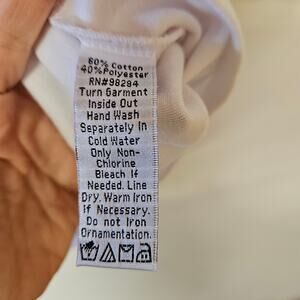 60% Cotton
40%Polyester
RN#98294
Turn Garment
Inside Out
Hand Wash
Separately In
Cold Water
Only Non-
Chlorine
Bleach If
Needed. Line
Dry. Warm Iron
If Necessary.
Do not Iron
Ornamentation.